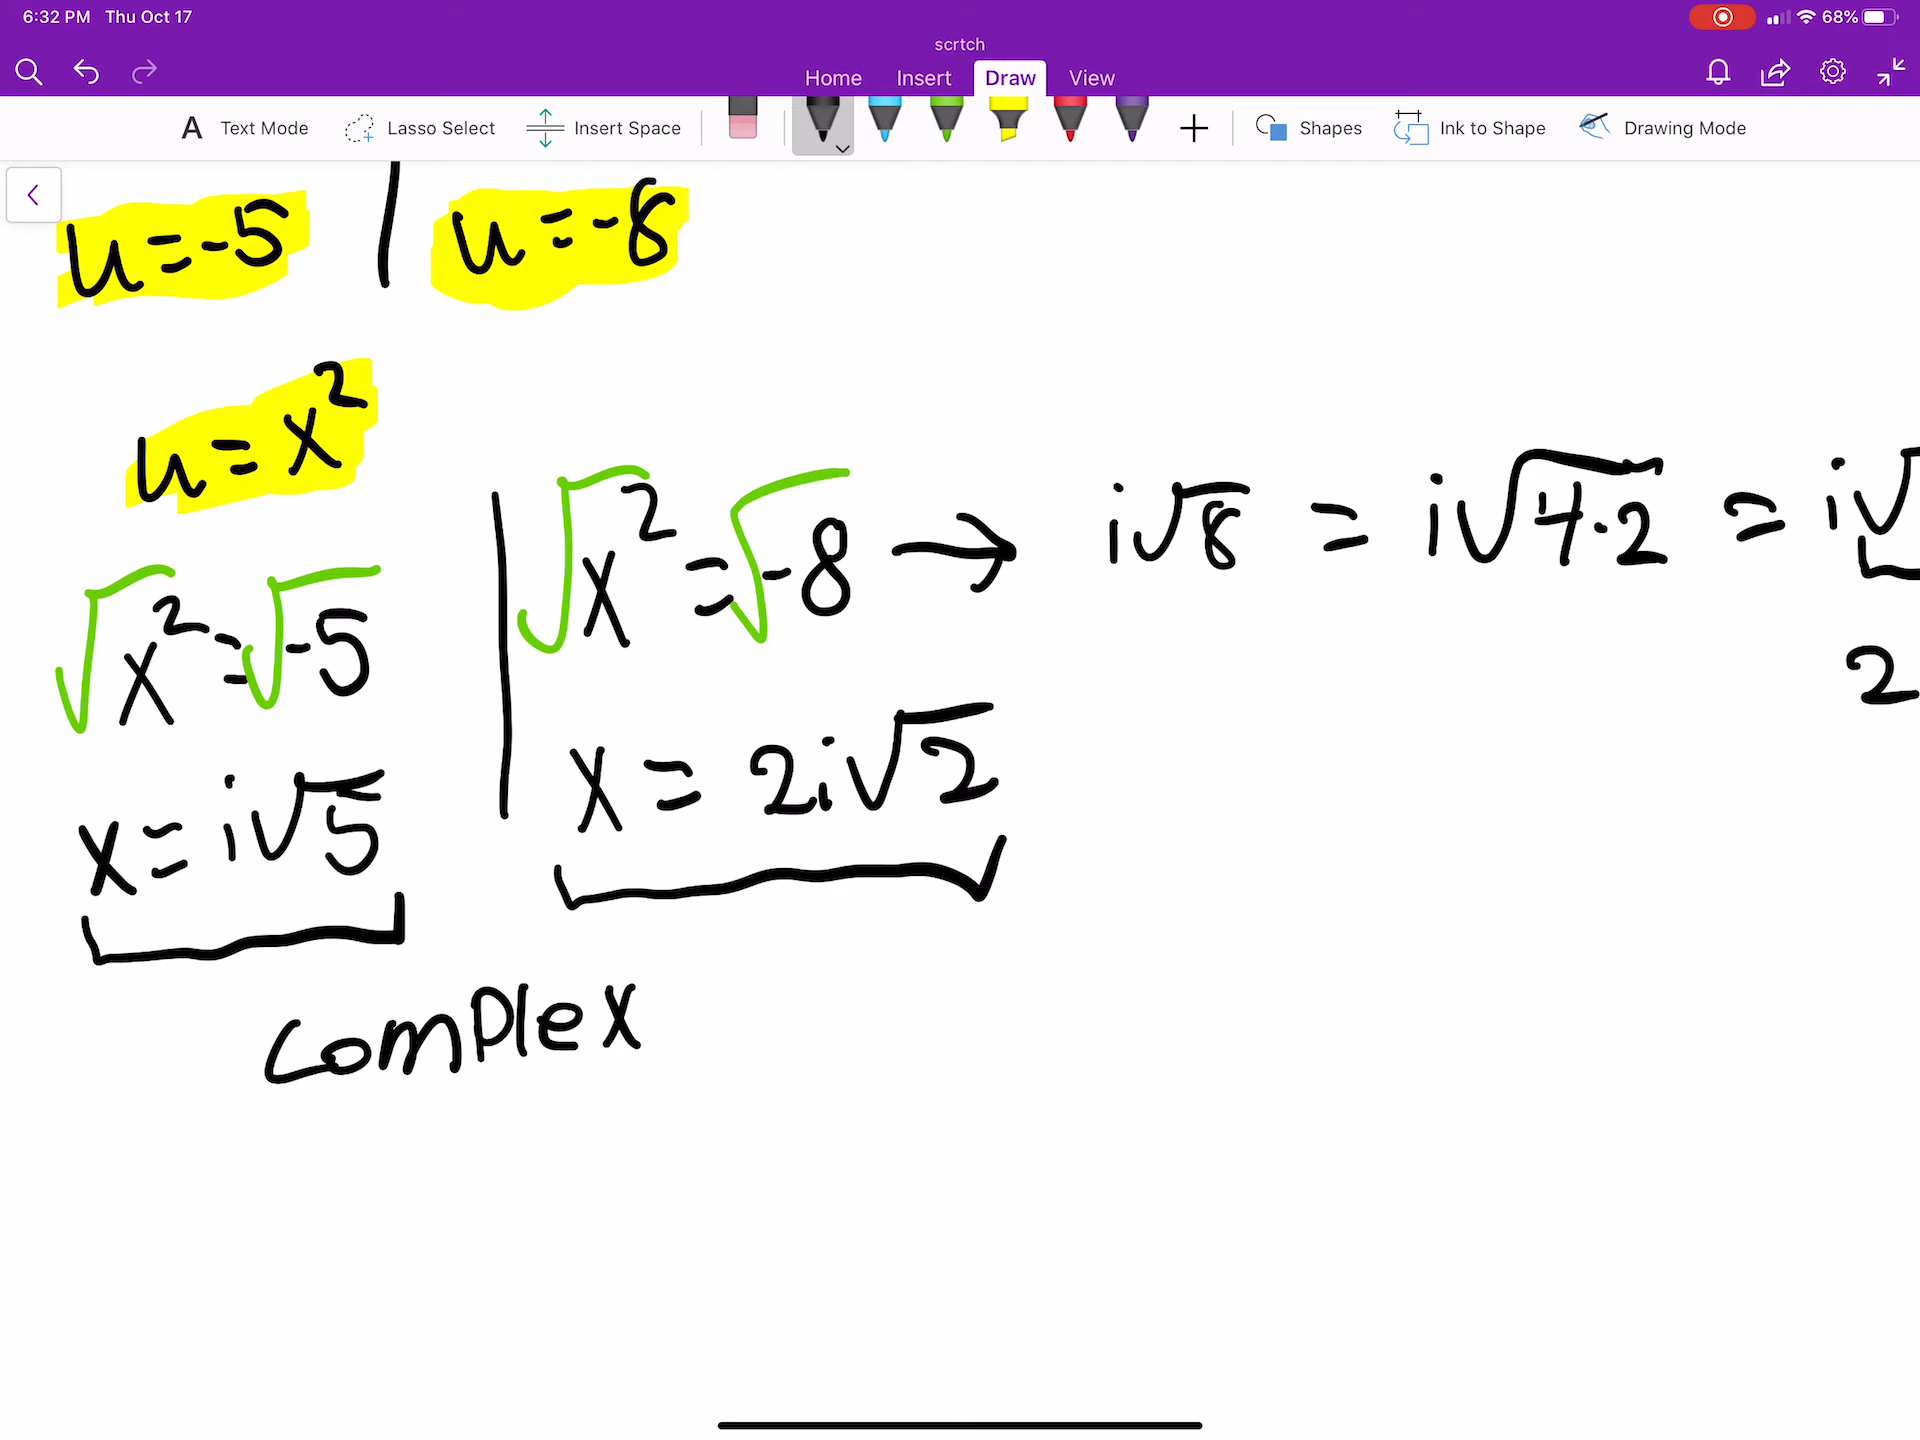 6:32 PM Thu Oct 17
68%
scrtch
Home Insert Draw View
A Text Mode Lasso Select Insert Space + Shapes Ink to Shape Drawing Mode
u = -5 | u = -8
u = x²
√x² = √-5
x = i√5
√x² = √-8 → i√8 = i√4·2 = i√
2
x = 2i√2
complex